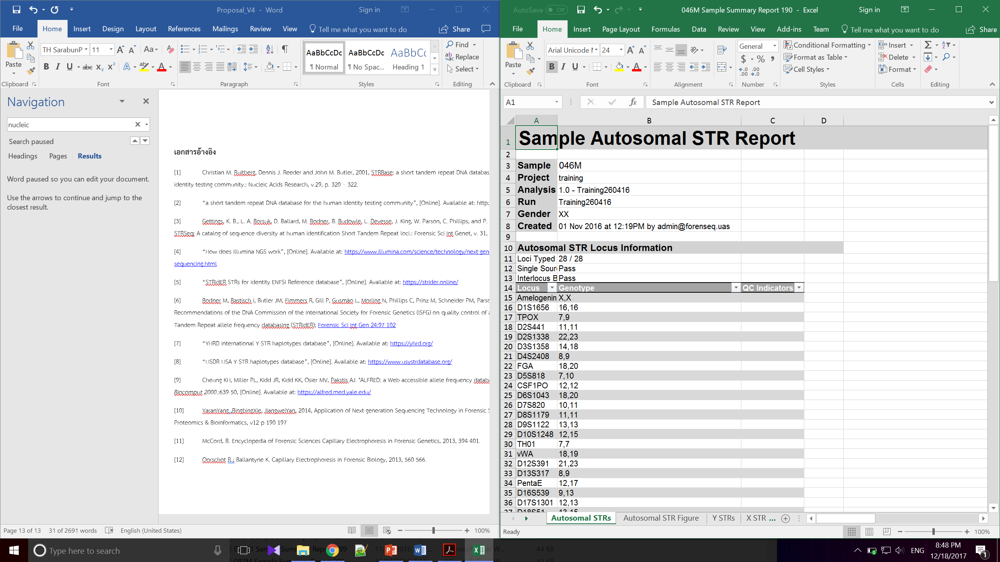 Proposal_V4 - Word
Sign in
File Home Insert Design Layout References Mailings Review View Tell me what you want to do Share
Paste
TH SarabunP 11
Aa
B I U abc X₂ X² A ab A
AaBbCcDc AaBbCcDc AaBbCc
¶ Normal ¶ No Spac... Heading 1
Find
Replace
Select
Clipboard Font Paragraph Styles Editing
Navigation
nucleic
Search paused
Headings Pages Results
Word paused so you can edit your document.
Use the arrows to continue and jump to the
closest result.
เอกสารอ้างอิง
[1] Christian M. Ruitberg, Dennis J. Reeder and John M. Butler, 2001, STRBase: a short tandem repeat DNA databas
identity testing community.: Nucleic Acids Research, v.29, p. 320 – 322.
[2] “a short tandem repeat DNA database for the human identity testing community”, [Online]. Available at: http:
[3] Gettings, K. B., L. A. Borsuk, D. Ballard, M. Bodner, B. Budowle, L. Devesse, J. King, W. Parson, C. Phillips, and P.
STRSeq: A catalog of sequence diversity at human identification Short Tandem Repeat loci.: Forensic Sci Int Genet, v. 31,
[4] “How does Illumina NGS work”, [Online]. Available at: https://www.illumina.com/science/technology/next-gen
sequencing.html
[5] “STRidER STRs for identity ENFSI Reference database”, [Online]. Available at: https://strider.online/
[6] Bodner M, Bastisch I, Butler JM, Fimmers R, Gill P, Gusmão L, Morling N, Phillips C, Prinz M, Schneider PM, Parso
Recommendations of the DNA Commission of the International Society for Forensic Genetics (ISFG) on quality control of a
Tandem Repeat allele frequency databasing (STRidER); Forensic Sci Int Gen 24:97-102
[7] “YHRD international Y-STR haplotypes database”, [Online]. Available at: https://yhrd.org/
[8] “USDR USA Y-STR haplotypes database”, [Online]. Available at: https://www.usystrdatabase.org/
[9] Cheung KH, Miller PL, Kidd JR, Kidd KK, Osier MV, Pakstis AJ. "ALFRED: a Web-accessible allele frequency databa
Biocomput 2000.:639-50, [Online]. Available at: https://alfred.med.yale.edu/
[10] YaranYang ,BingbingXie, JiangweiYan, 2014, Application of Next-generation Sequencing Technology in Forensic S
Proteomics & Bioinformatics, v12 p 190-197
[11] McCord, B. Encyclopedia of Forensic Sciences Capillary Electrophoresis in Forensic Genetics, 2013, 394-401.
[12] Oorschot R.; Ballantyne K. Capillary Electrophoresis in Forensic Biology, 2013, 560-566.
Page 13 of 13 31 of 2691 words English (United States) 100%
AutoSave Off
046M Sample Summary Report 190 - Excel
Sign in
File Home Insert Page Layout Formulas Data Review View Add-ins Team Tell me what you want to do Share
Paste
Arial Unicode M 24
B I U A
General
$ % ,
Conditional Formatting
Format as Table
Cell Styles
Insert
Delete
Format
Clipboard Font Alignment Number Styles Cells Editing
A1 fx Sample Autosomal STR Report
A B C D
1 Sample Autosomal STR Report
2
3 Sample 046M
4 Project training
5 Analysis 1.0 - Training260416
6 Run Training260416
7 Gender XX
8 Created 01 Nov 2016 at 12:19PM by admin@forenseq.uas
9
10 Autosomal STR Locus Information
11 Loci Typed 28 / 28
12 Single Sour Pass
13 Interlocus B Pass
14 Locus Genotype QC Indicators
15 Amelogenin X,X
16 D1S1656 16,16
17 TPOX 7,9
18 D2S441 11,11
19 D2S1338 22,23
20 D3S1358 14,18
21 D4S2408 8,9
22 FGA 18,20
23 D5S818 7,10
24 CSF1PO 12,12
25 D6S1043 18,20
26 D7S820 10,11
27 D8S1179 11,11
28 D9S1122 13,13
29 D10S1248 12,15
30 TH01 7,7
31 vWA 18,19
32 D12S391 21,23
33 D13S317 8,9
34 PentaE 12,17
35 D16S539 9,13
36 D17S1301 12,13
37 D18S51 13,15
Autosomal STRs Autosomal STR Figure Y STRs X STR ...
Ready 100%
Type here to search
ENG
8:48 PM
12/18/2017
1